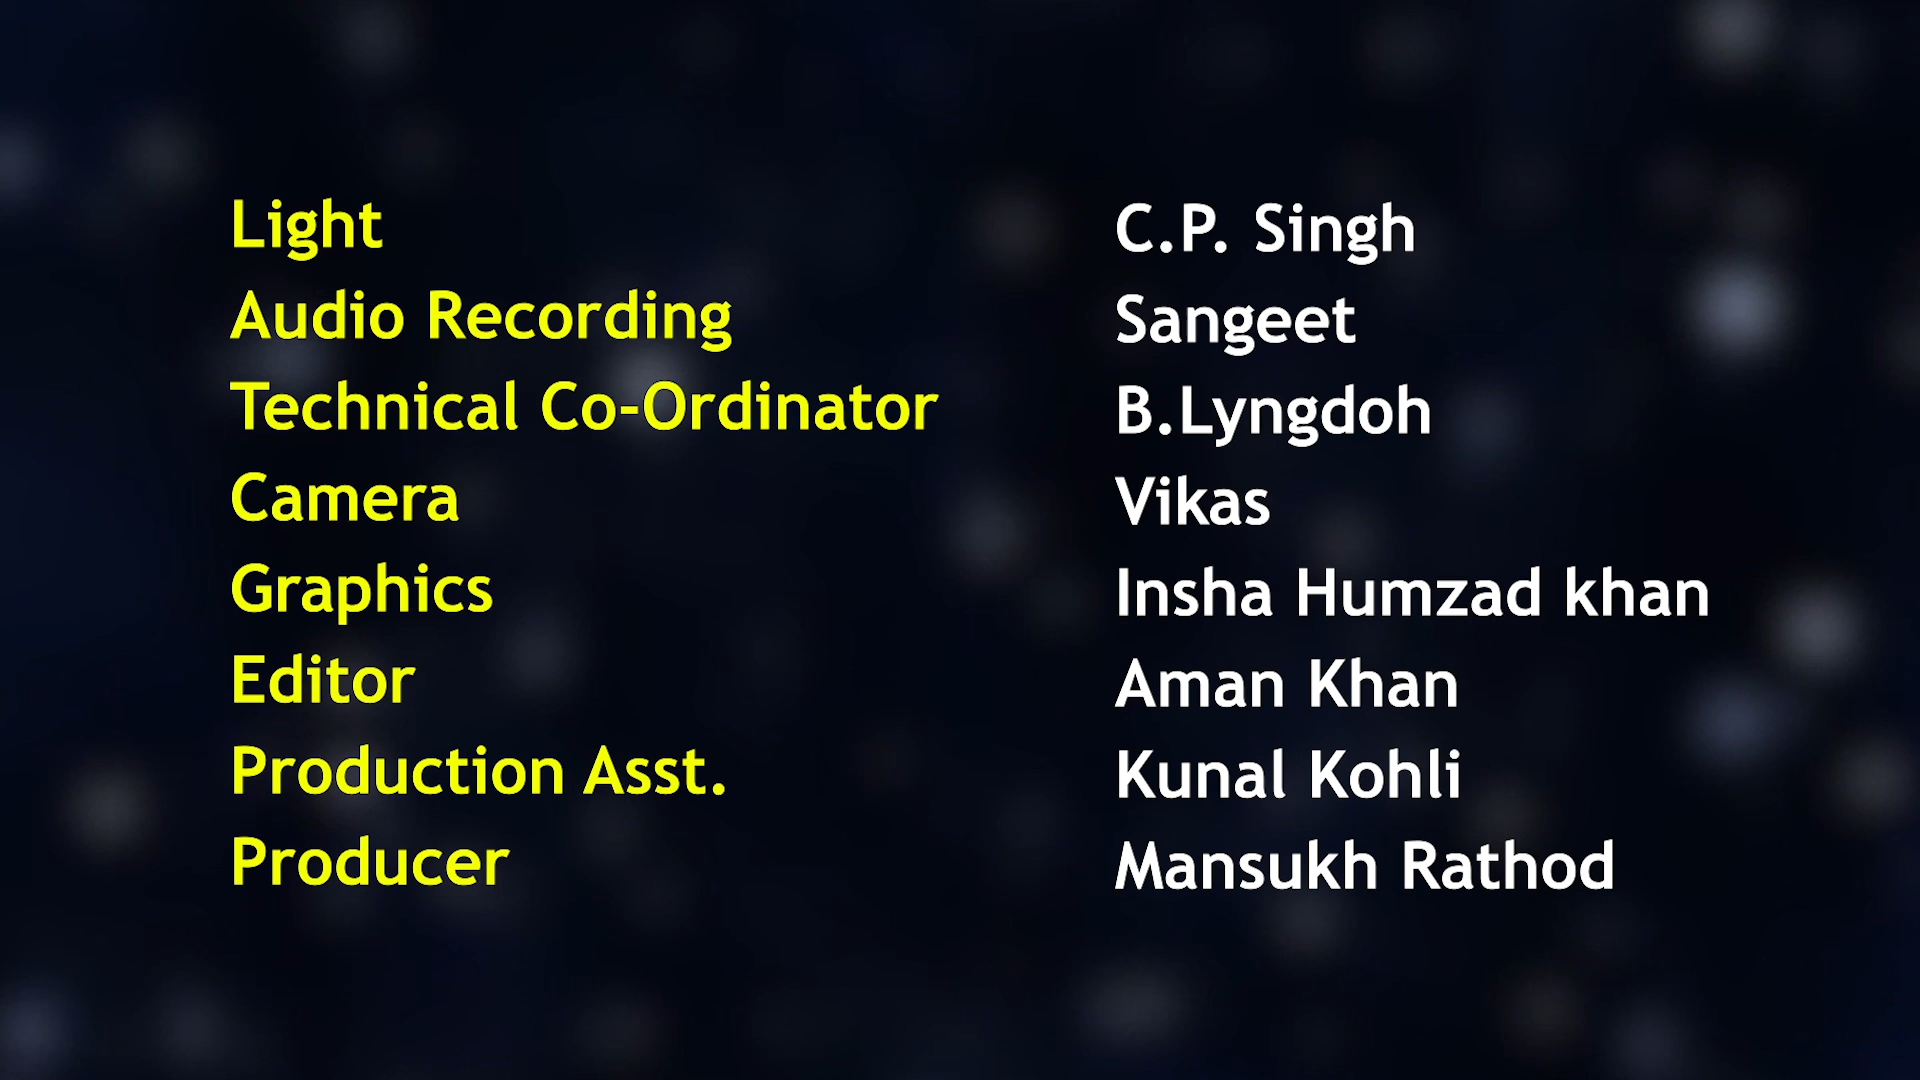 Light C.P. Singh
Audio Recording Sangeet
Technical Co-Ordinator B.Lyngdoh
Camera Vikas
Graphics Insha Humzad khan
Editor Aman Khan
Production Asst. Kunal Kohli
Producer Mansukh Rathod